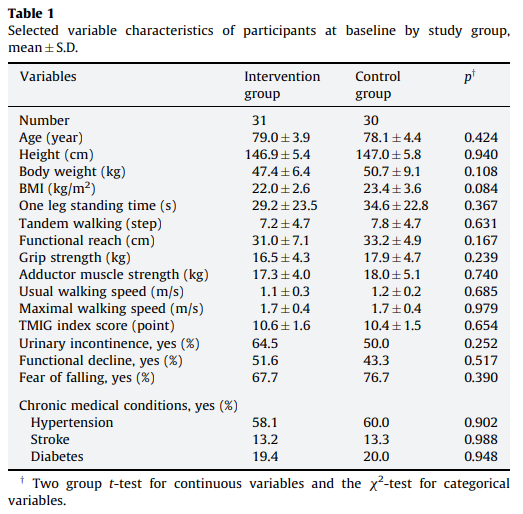 Table 1
Selected variable characteristics of participants at baseline by study group,
mean ± S.D.
Variables Intervention group Control group p†
Number 31 30
Age (year) 79.0 ± 3.9 78.1 ± 4.4 0.424
Height (cm) 146.9 ± 5.4 147.0 ± 5.8 0.940
Body weight (kg) 47.4 ± 6.4 50.7 ± 9.1 0.108
BMI (kg/m²) 22.0 ± 2.6 23.4 ± 3.6 0.084
One leg standing time (s) 29.2 ± 23.5 34.6 ± 22.8 0.367
Tandem walking (step) 7.2 ± 4.7 7.8 ± 4.7 0.631
Functional reach (cm) 31.0 ± 7.1 33.2 ± 4.9 0.167
Grip strength (kg) 16.5 ± 4.3 17.9 ± 4.7 0.239
Adductor muscle strength (kg) 17.3 ± 4.0 18.0 ± 5.1 0.740
Usual walking speed (m/s) 1.1 ± 0.3 1.2 ± 0.2 0.685
Maximal walking speed (m/s) 1.7 ± 0.4 1.7 ± 0.4 0.979
TMIG index score (point) 10.6 ± 1.6 10.4 ± 1.5 0.654
Urinary incontinence, yes (%) 64.5 50.0 0.252
Functional decline, yes (%) 51.6 43.3 0.517
Fear of falling, yes (%) 67.7 76.7 0.390
Chronic medical conditions, yes (%)
Hypertension 58.1 60.0 0.902
Stroke 13.2 13.3 0.988
Diabetes 19.4 20.0 0.948
† Two group t-test for continuous variables and the χ²-test for categorical
variables.